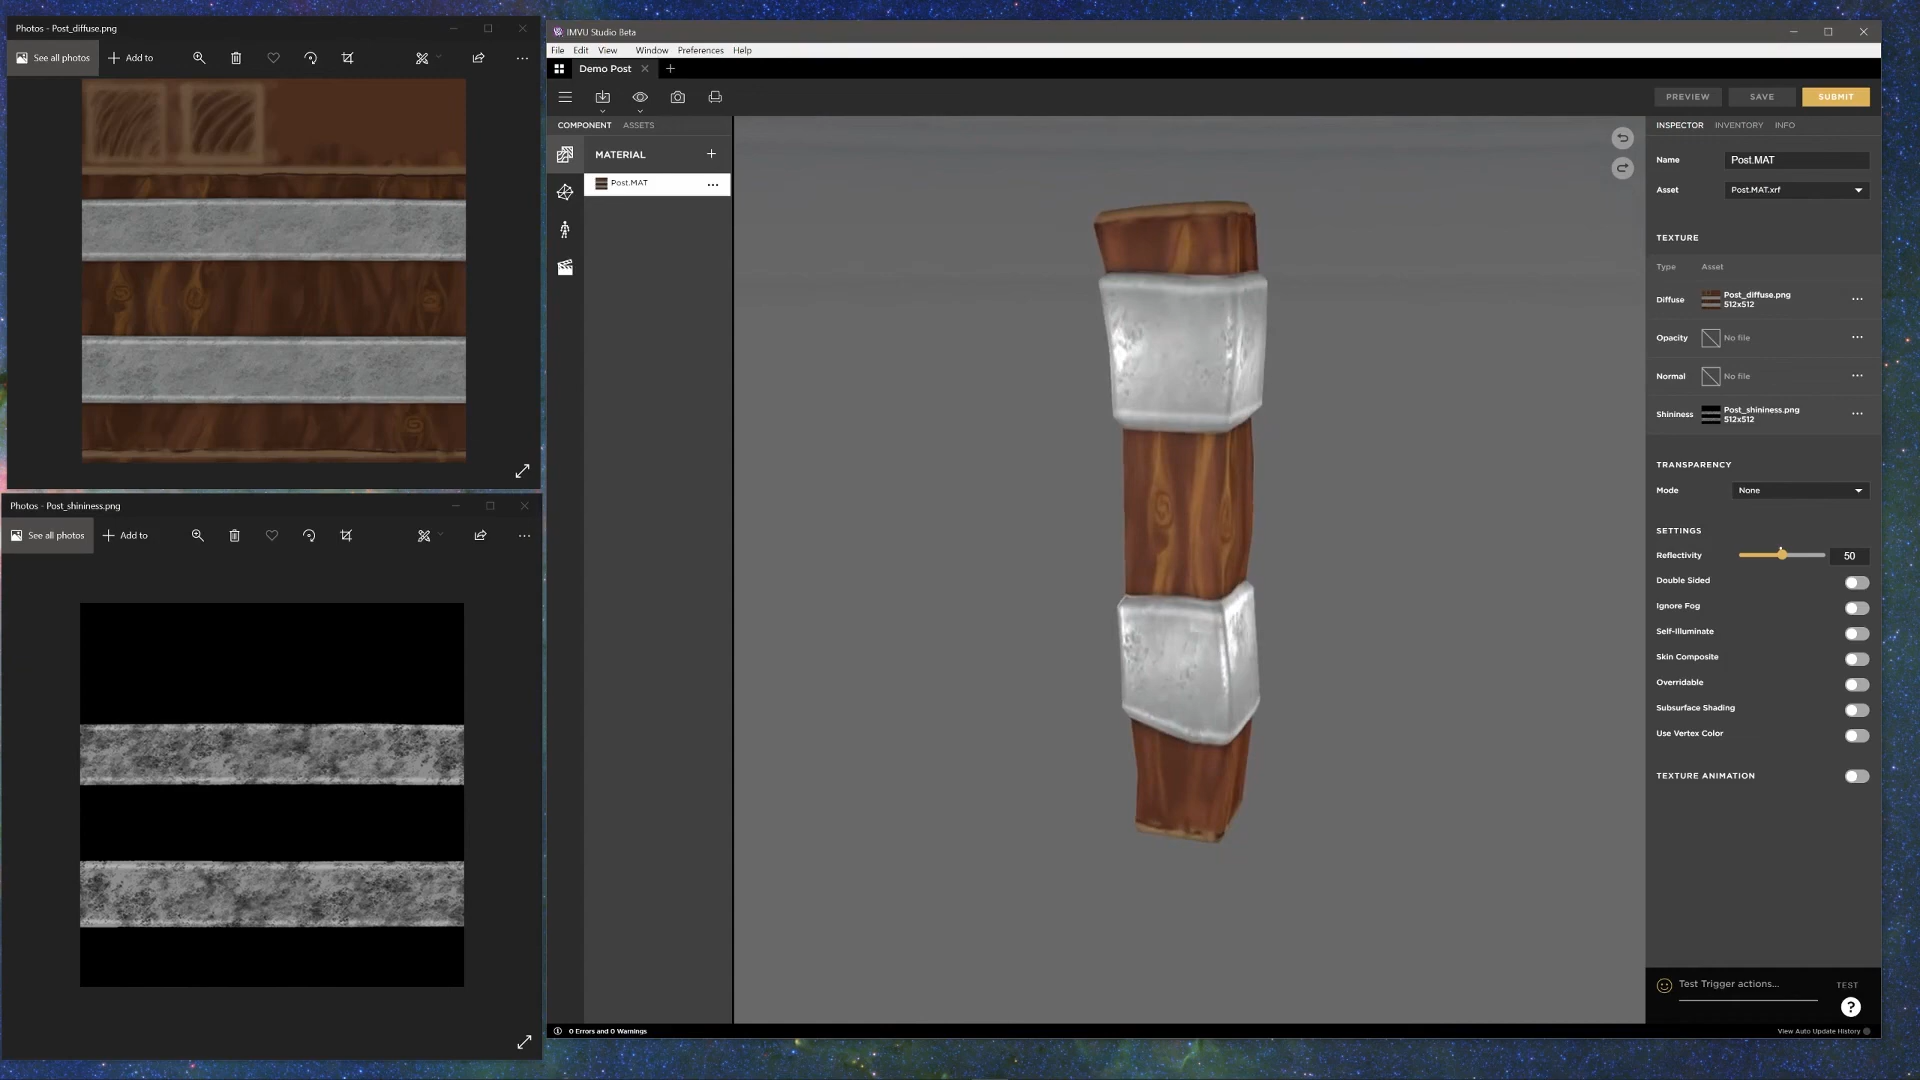 Photos - Post_diffuse.png
See all photos
Add to
Photos - Post_shininess.png
See all photos
Add to
IMVU Studio Beta
File Edit View Window Preferences Help
Demo Post
PREVIEW SAVE SUBMIT
COMPONENT ASSETS
MATERIAL
Post.MAT
INSPECTOR INVENTORY INFO
Name Post.MAT
Asset Post.MAT.xrf
TEXTURE
Type Asset
Diffuse Post_diffuse.png
512x512
Opacity No file
Normal No file
Shininess Post_shininess.png
512x512
TRANSPARENCY
Mode None
SETTINGS
Reflectivity 50
Double Sided
Ignore Fog
Self-Illuminate
Skin Composite
Overridable
Subsurface Shading
Use Vertex Color
TEXTURE ANIMATION
Test Trigger actions... TEST
?
0 Errors and 0 Warnings
View Auto Update History